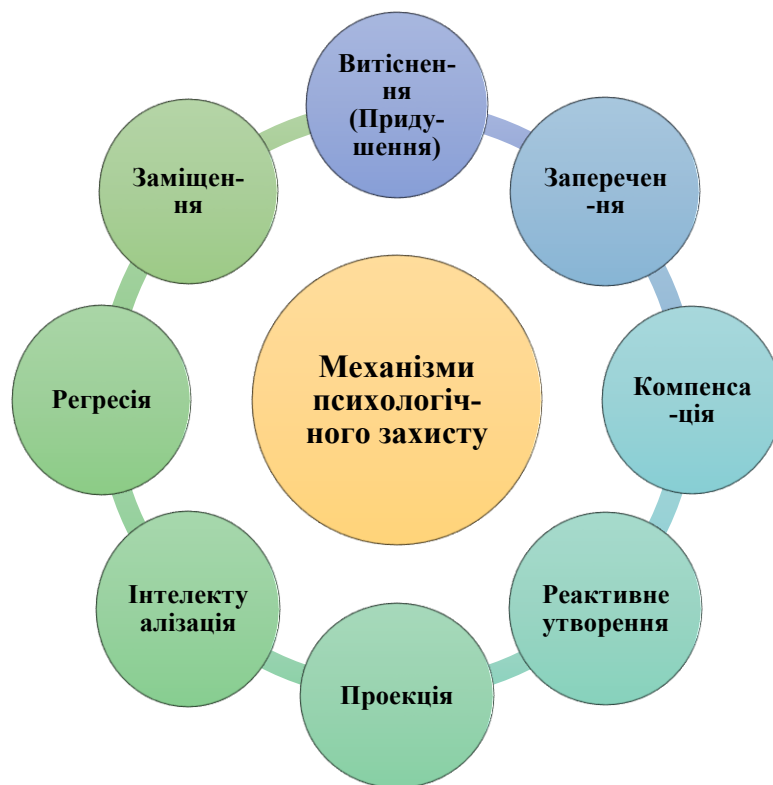 Витіснен-
ня
(Приду-
шення)
Заперечен
-ня
Компенса
-ція
Реактивне
утворення
Проекція
Інтелекту
алізація
Регресія
Заміщен-
ня
Механізми
психологіч-
ного захисту